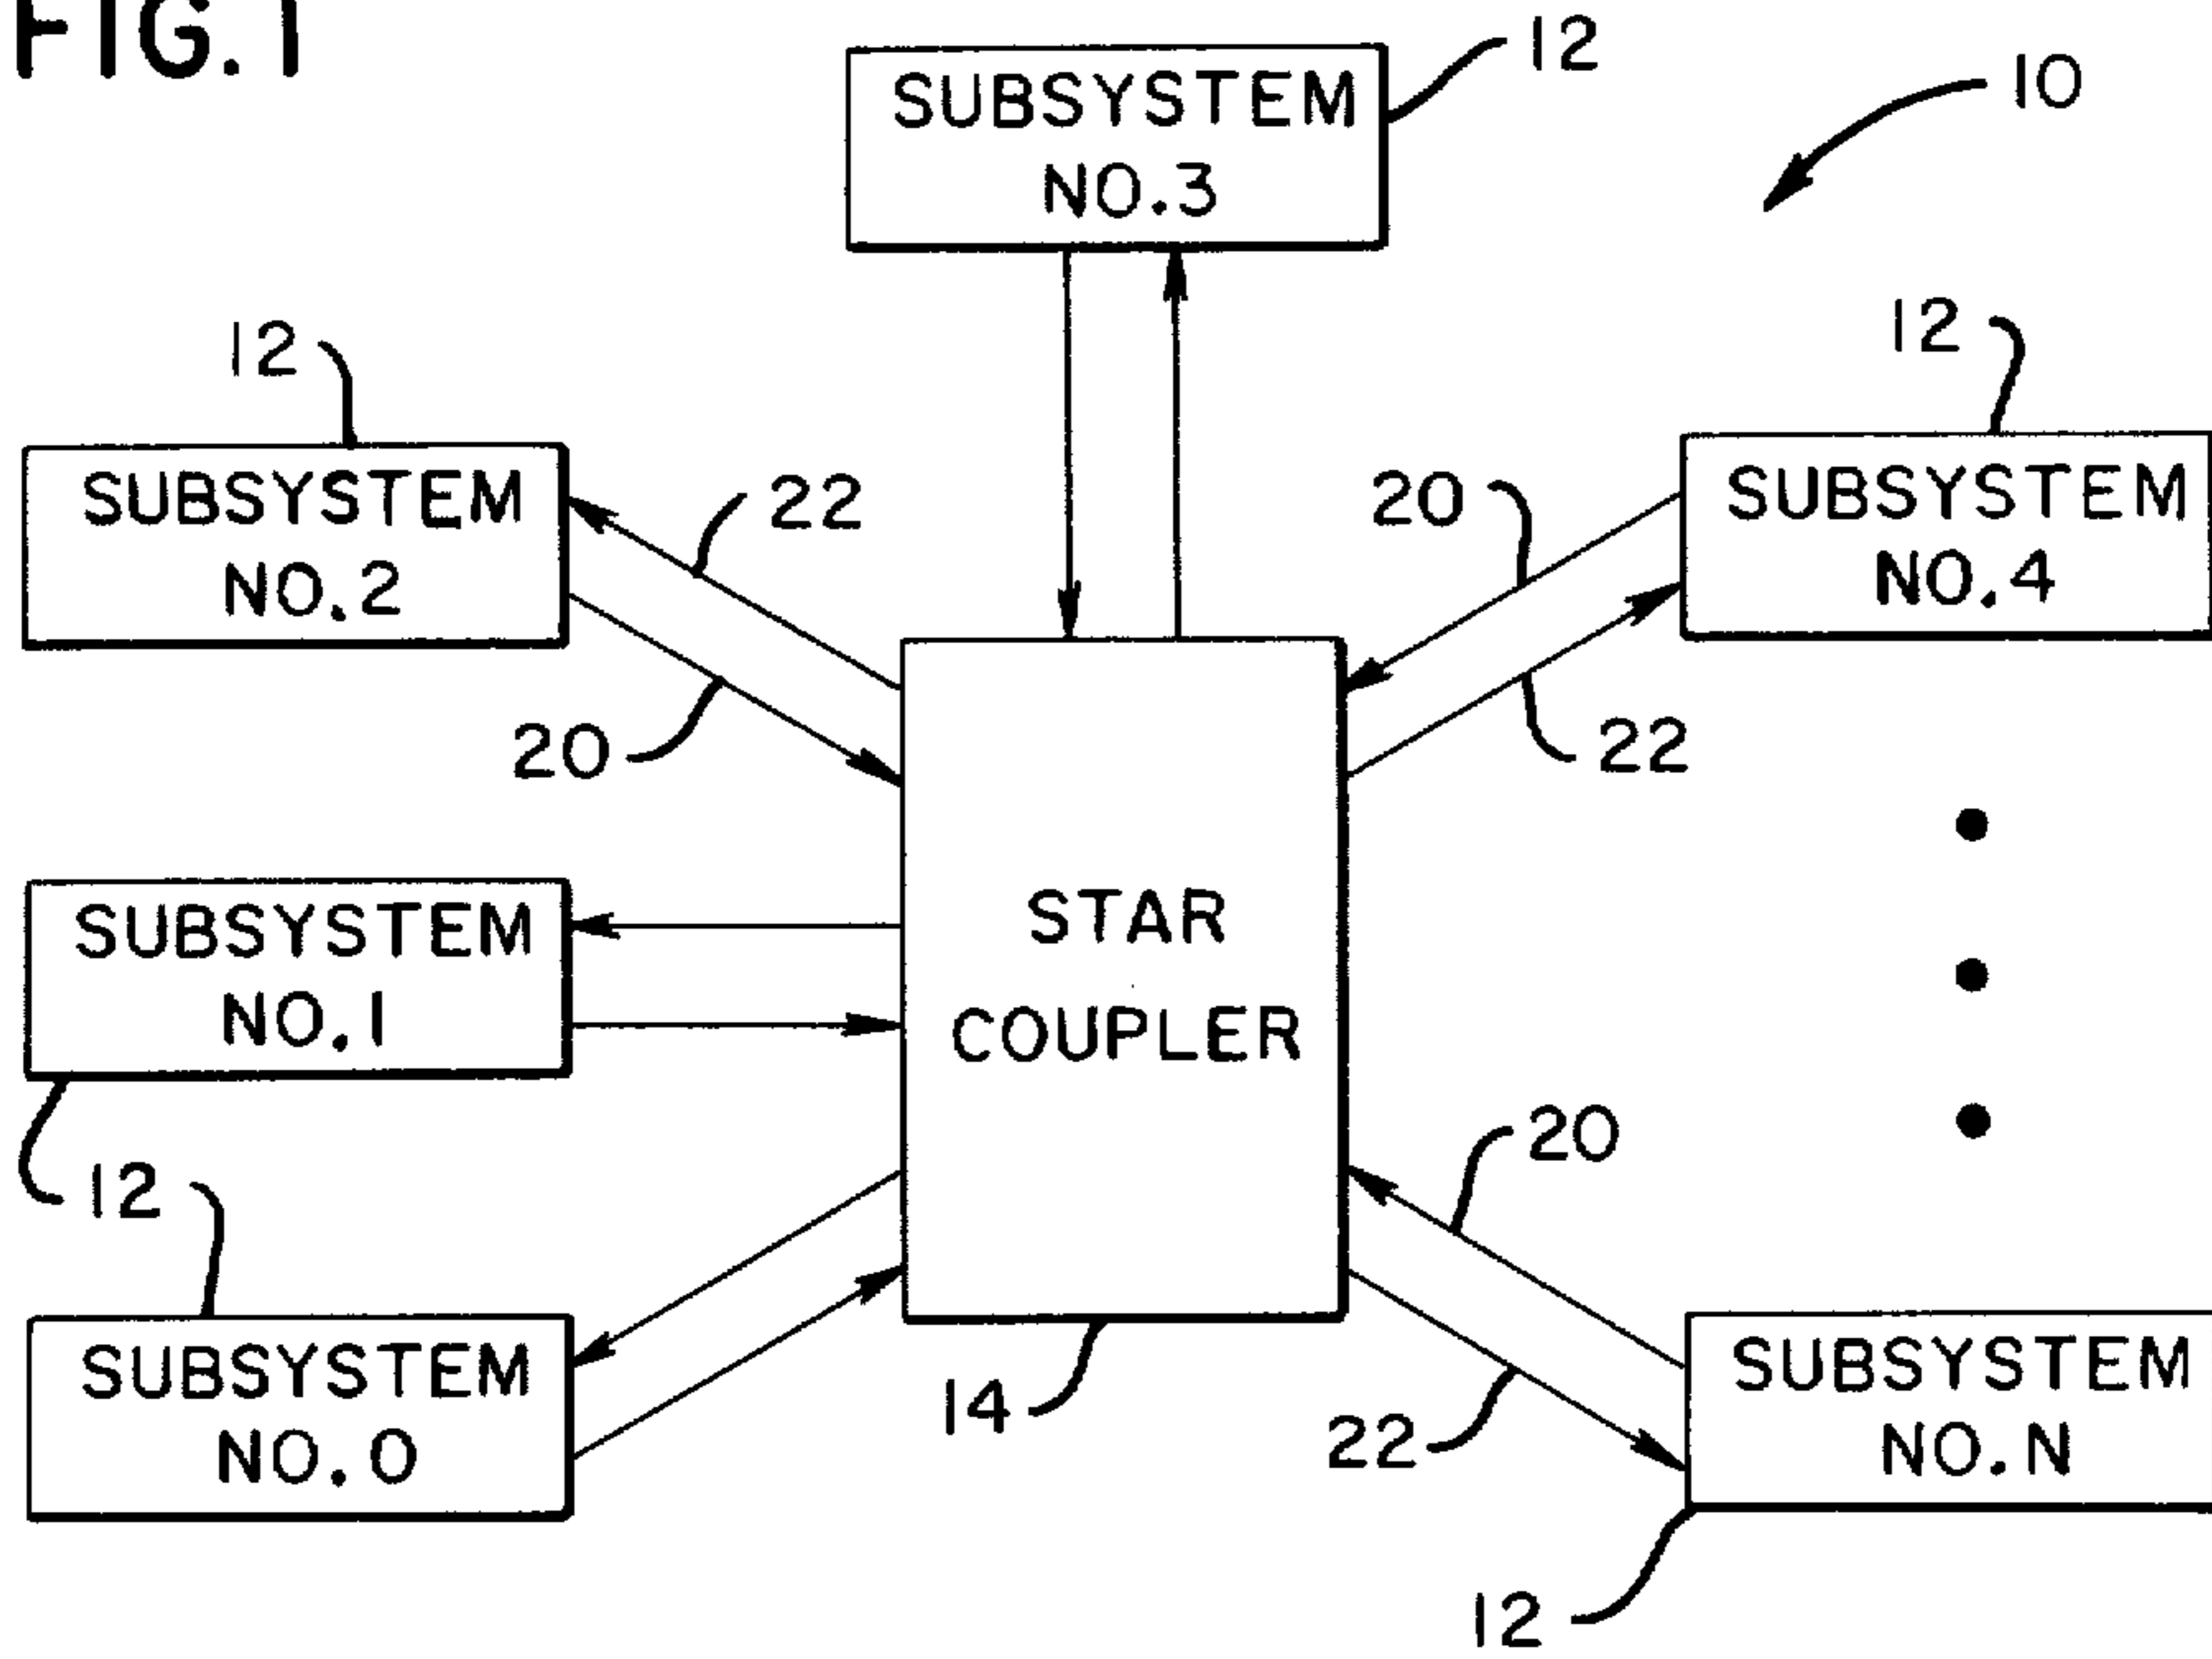 FIG. 1
SUBSYSTEM
NO. 3
12
10
12
SUBSYSTEM
NO. 2
22
20
12
20
SUBSYSTEM
NO. 4
22
SUBSYSTEM
NO. 1
12
STAR
COUPLER
14
SUBSYSTEM
NO. 0
20
22
SUBSYSTEM
NO. N
12